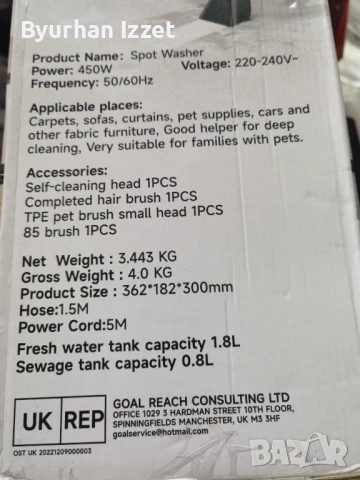 Byurhan Izzet
Product Name: Spot Washer
Power: 450W Voltage: 220-240V~
Frequency: 50/60Hz
Applicable places:
Carpets, sofas, curtains, pet supplies, cars and
other fabric furniture, Good helper for deep
cleaning, Very suitable for families with pets.
Accessories:
Self-cleaning head 1PCS
Completed hair brush 1PCS
TPE pet brush small head 1PCS
85 brush 1PCS
Net Weight : 3.443 KG
Gross Weight : 4.0 KG
Product Size : 362*182*300mm
Hose:1.5M
Power Cord:5M
Fresh water tank capacity 1.8L
Sewage tank capacity 0.8L
UK REP
GOAL REACH CONSULTING LTD
OFFICE 1029 3 HARDMAN STREET 10TH FLOOR,
SPINNINGFIELDS MANCHESTER, UK M3 3HF
goalservice@hotmail.com
OST UK 20221209000003
bazar
bg